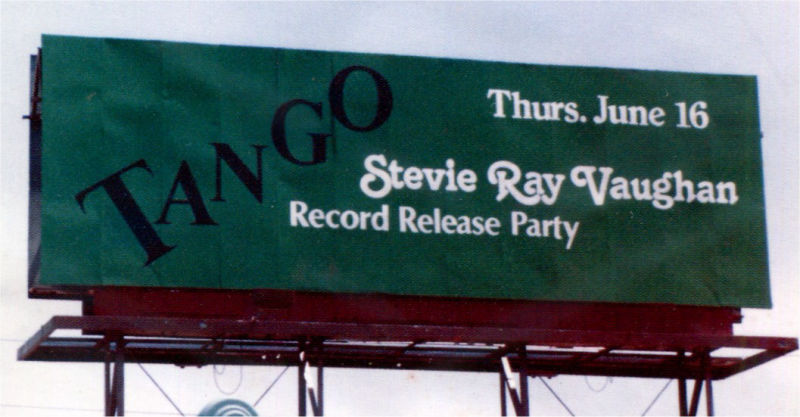 TANGO
Thurs. June 16
Stevie Ray Vaughan
Record Release Party